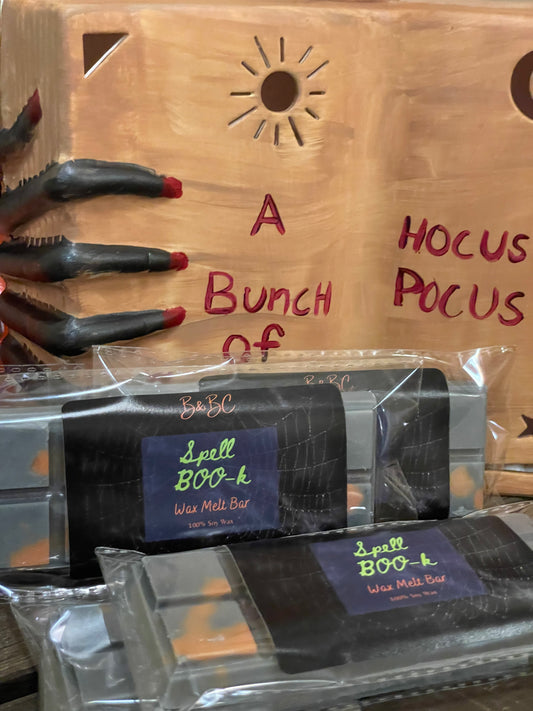 A
Bunch
of
HOCUS
POCUS
B&BC
B&BC
Spell
BOO-k
Wax Melt Bar
100% Soy Wax
Spell
BOO-k
Wax Melt Bar
100% Soy Wax